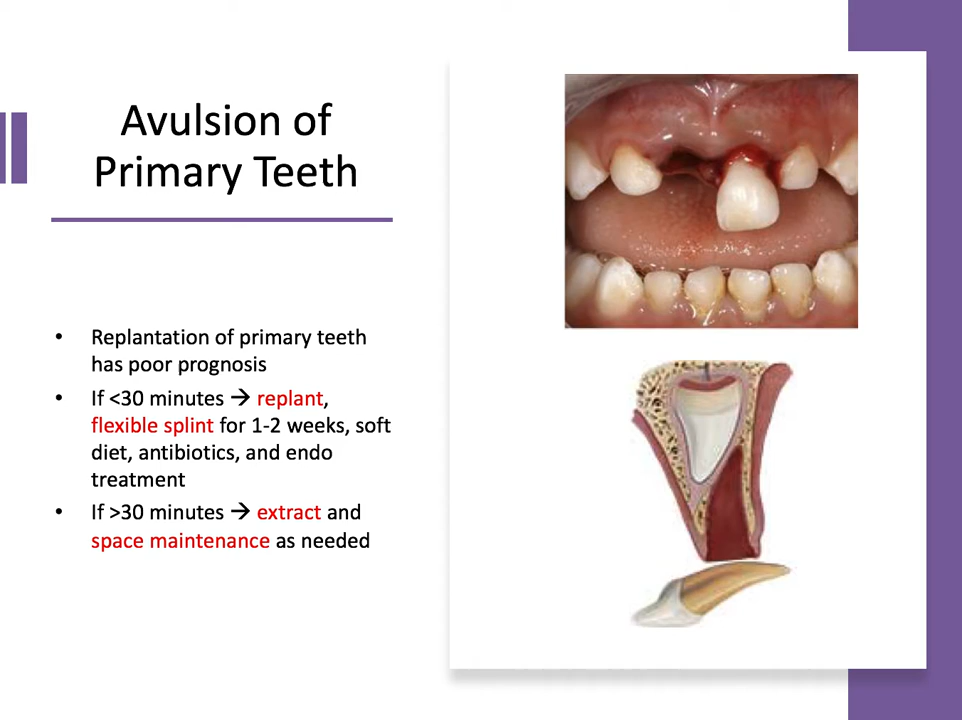 Avulsion of
Primary Teeth
• Replantation of primary teeth
has poor prognosis
• If <30 minutes → replant,
flexible splint for 1-2 weeks, soft
diet, antibiotics, and endo
treatment
• If >30 minutes → extract and
space maintenance as needed